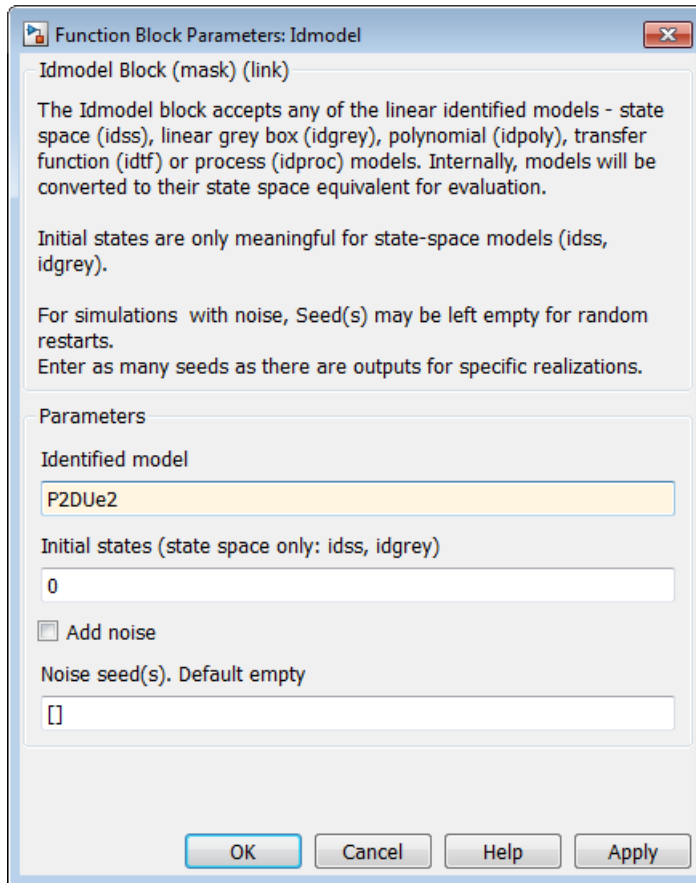 Function Block Parameters: Idmodel
Idmodel Block (mask) (link)
The Idmodel block accepts any of the linear identified models - state
space (idss), linear grey box (idgrey), polynomial (idpoly), transfer
function (idtf) or process (idproc) models. Internally, models will be
converted to their state space equivalent for evaluation.
Initial states are only meaningful for state-space models (idss,
idgrey).
For simulations  with noise, Seed(s) may be left empty for random
restarts.
Enter as many seeds as there are outputs for specific realizations.
Parameters
Identified model
P2DUe2
Initial states (state space only: idss, idgrey)
0
Add noise
Noise seed(s). Default empty
[]
OK Cancel Help Apply